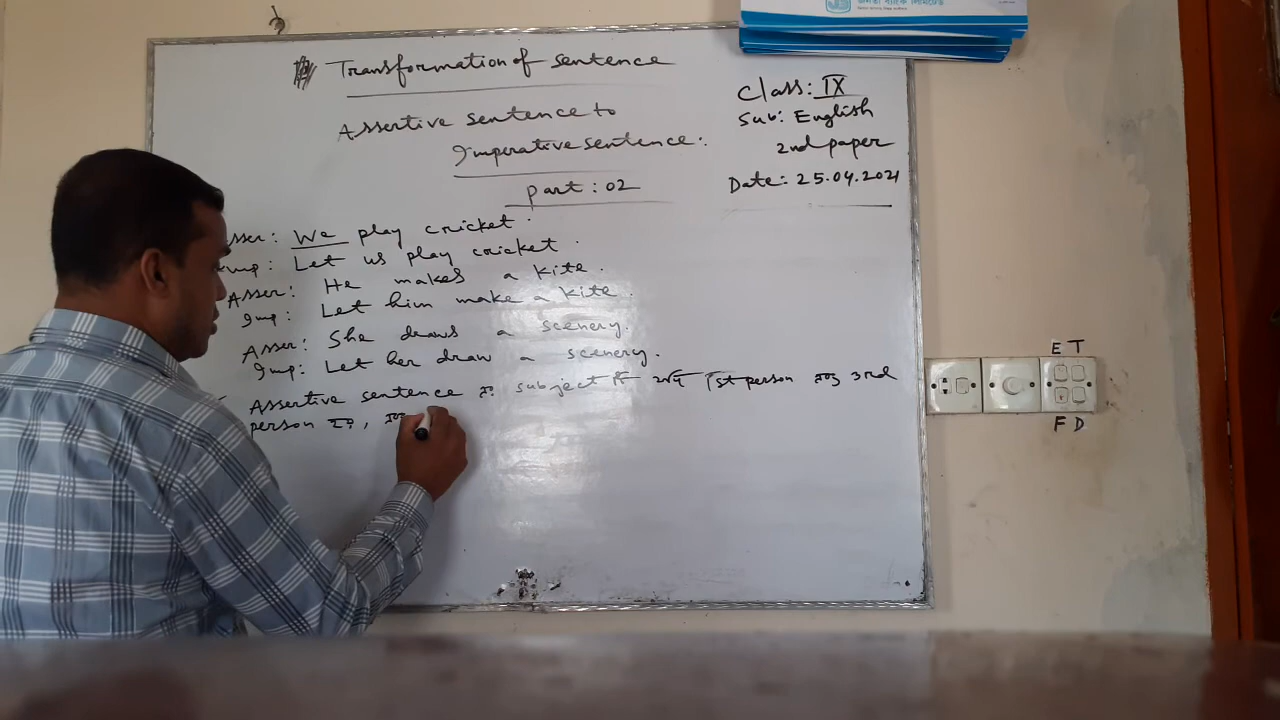 জনতা ব্যাংক লিমিটেড
Transformation of sentence
Assertive sentence to
Imperative sentence.
part : 02
Class: IX
Sub: English
2nd paper
Date: 25.04.2021
Asser: We play cricket.
Imp: Let us play cricket.
Asser: He makes a kite.
Imp: Let him make a kite.
Asser: She draws a scenery.
Imp: Let her draw a scenery.
Assertive sentence এর subject টি যদি 1st person এবং 3rd
person হয়,
E T
F D